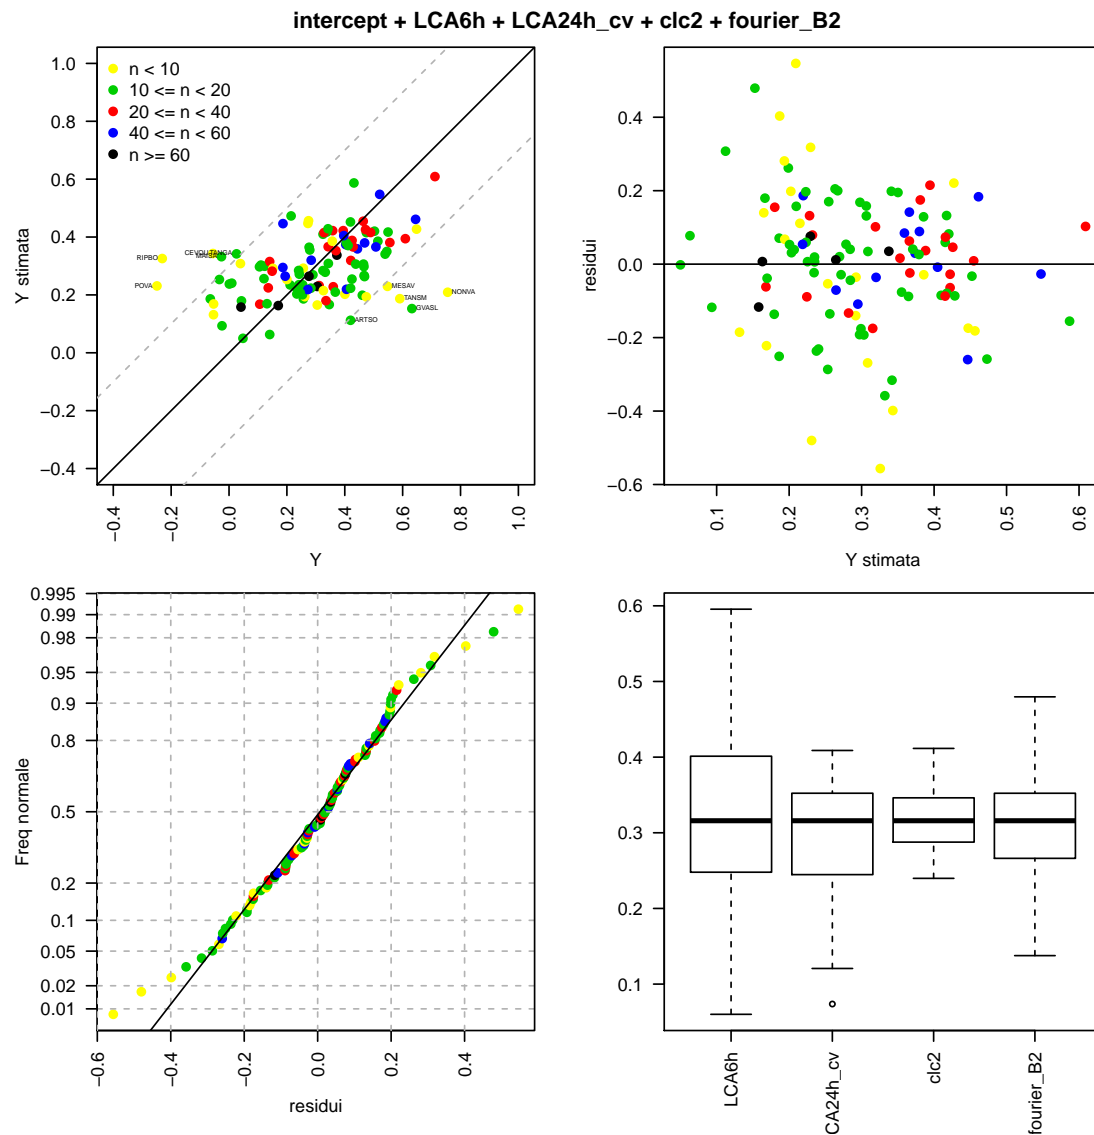 intercept + LCA6h + LCA24h_cv + clc2 + fourier_B2
1.0
0.8
0.6
0.4
0.2
0.0
−0.2
−0.4
Y stimata
n < 10
10 <= n < 20
20 <= n < 40
40 <= n < 60
n >= 60
RIPBO
POVA
MESAV
TANSM
NONVA
GVASL
ARTSO
−0.4
−0.2
0.0
0.2
0.4
0.6
0.8
1.0
Y
0.4
0.2
0.0
−0.2
−0.4
−0.6
residui
0.1
0.2
0.3
0.4
0.5
0.6
Y stimata
0.995
0.99
0.98
0.95
0.9
0.8
0.5
0.2
0.1
0.05
0.02
0.01
Freq normale
−0.6
−0.4
−0.2
0.0
0.2
0.4
residui
0.6
0.5
0.4
0.3
0.2
0.1
LCA6h
CA24h_cv
clc2
fourier_B2